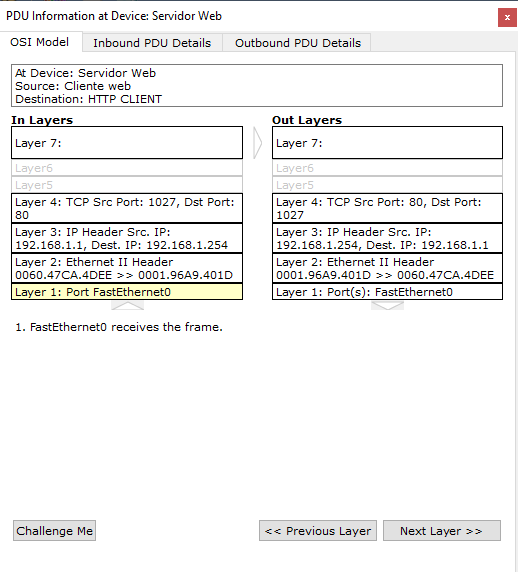 PDU Information at Device: Servidor Web
x
OSI Model
Inbound PDU Details
Outbound PDU Details
At Device: Servidor Web
Source: Cliente web
Destination: HTTP CLIENT
In Layers
Layer 7:
Layer6
Layer5
Layer 4: TCP Src Port: 1027, Dst Port:
80
Layer 3: IP Header Src. IP:
192.168.1.1, Dest. IP: 192.168.1.254
Layer 2: Ethernet II Header
0060.47CA.4DEE >> 0001.96A9.401D
Layer 1: Port FastEthernet0
Out Layers
Layer 7:
Layer6
Layer5
Layer 4: TCP Src Port: 80, Dst Port:
1027
Layer 3: IP Header Src. IP:
192.168.1.254, Dest. IP: 192.168.1.1
Layer 2: Ethernet II Header
0001.96A9.401D >> 0060.47CA.4DEE
Layer 1: Port(s): FastEthernet0
1. FastEthernet0 receives the frame.
Challenge Me
<< Previous Layer
Next Layer >>